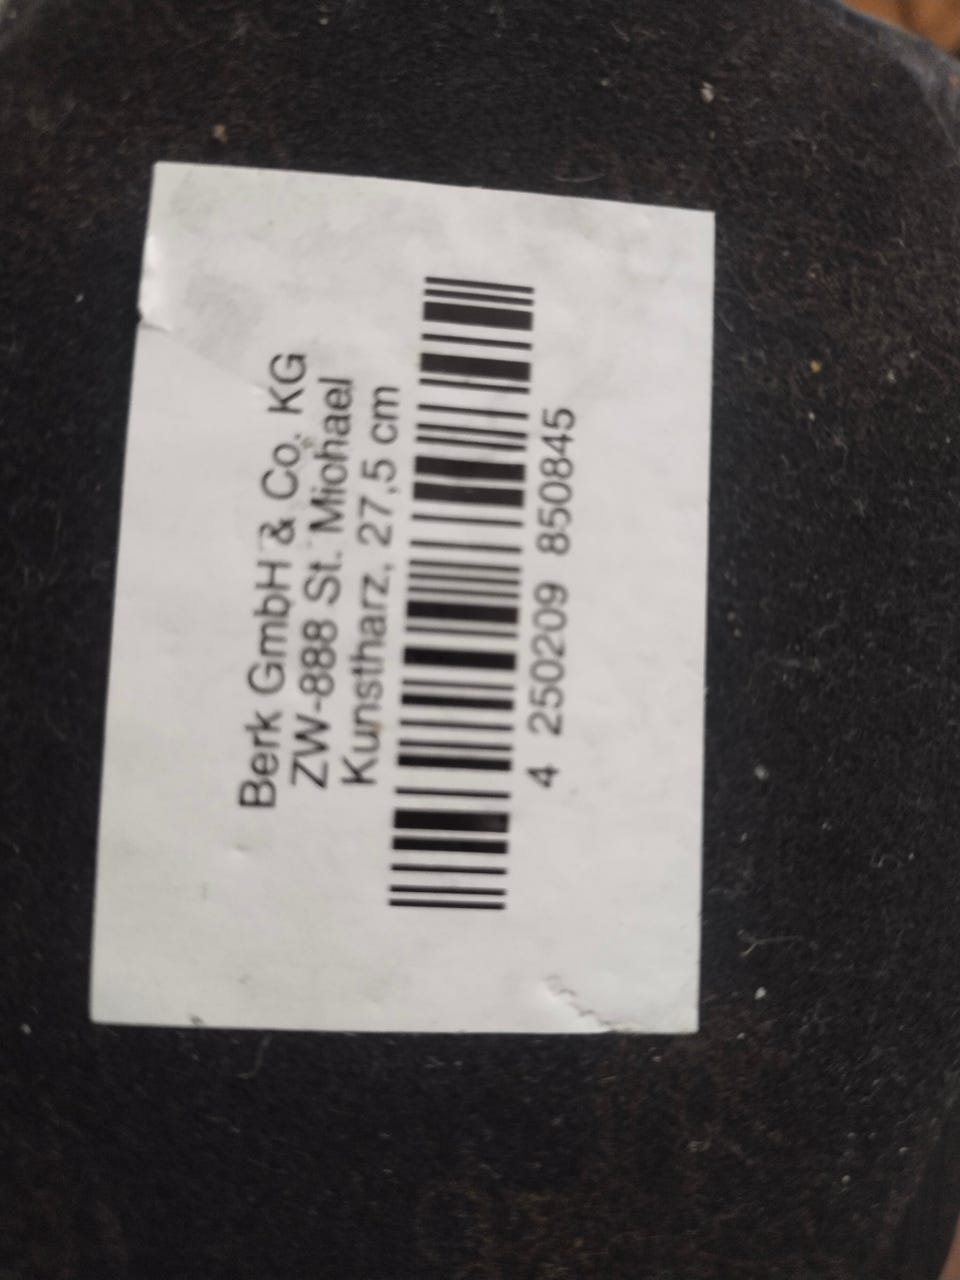 Berk GmbH & Co. KG
ZW-888 St. Michael
Kunstharz, 27,5 cm
4 250209 850845